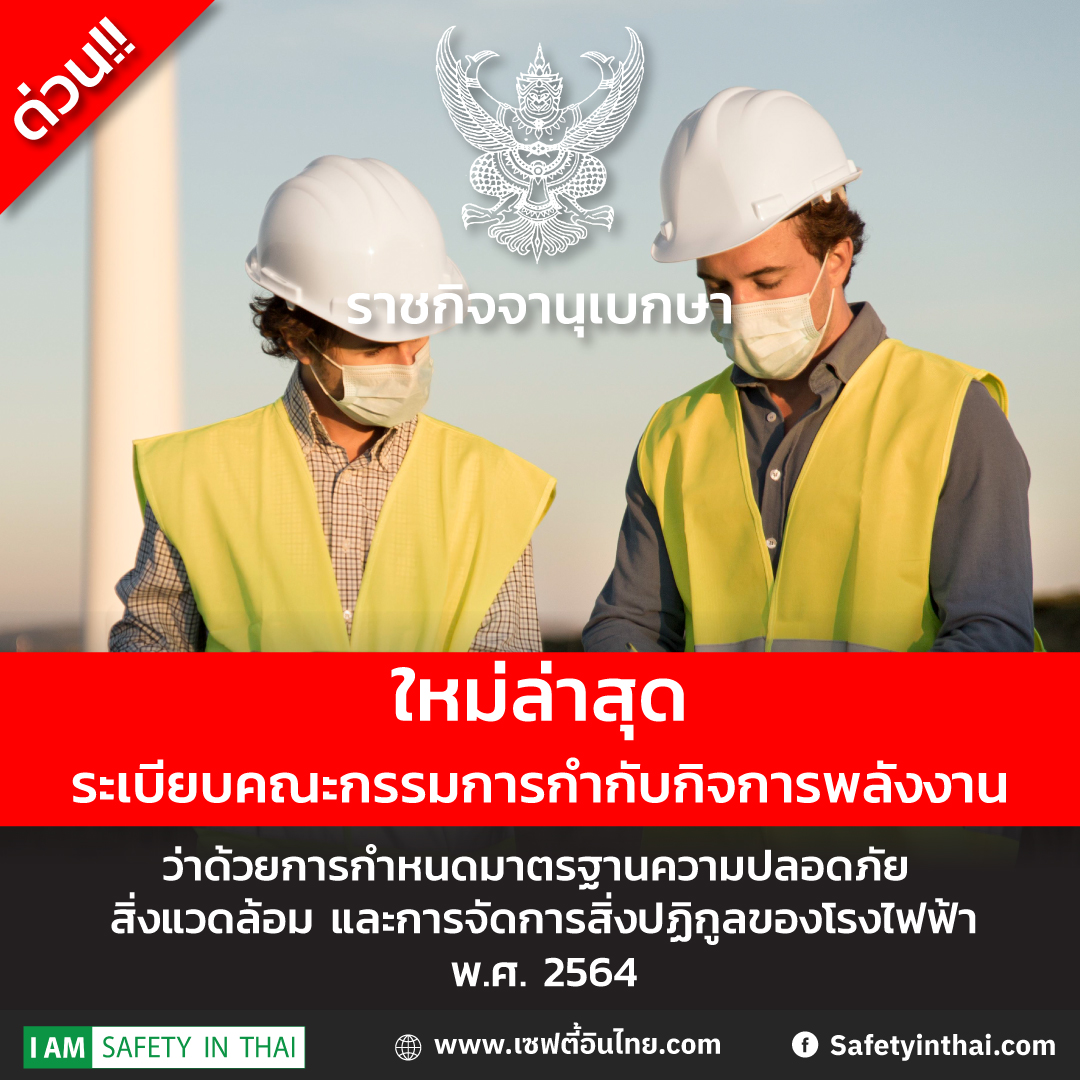 ด่วน!!
ราชกิจจานุเบกษา
ใหม่ล่าสุด
ระเบียบคณะกรรมการกำกับกิจการพลังงาน
ว่าด้วยการกำหนดมาตรฐานความปลอดภัย
สิ่งแวดล้อม และการจัดการสิ่งปฏิกูลของโรงไฟฟ้า
พ.ศ. 2564
I AM SAFETY IN THAI
www.เซฟตี้อินไทย.com
Safetyinthai.com